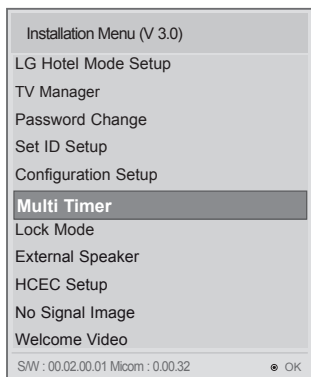 Installation Menu (V 3.0)
LG Hotel Mode Setup
TV Manager
Password Change
Set ID Setup
Configuration Setup
Multi Timer
Lock Mode
External Speaker
HCEC Setup
No Signal Image
Welcome Video
S/W : 00.02.00.01 Micom : 0.00.32 ◉ OK